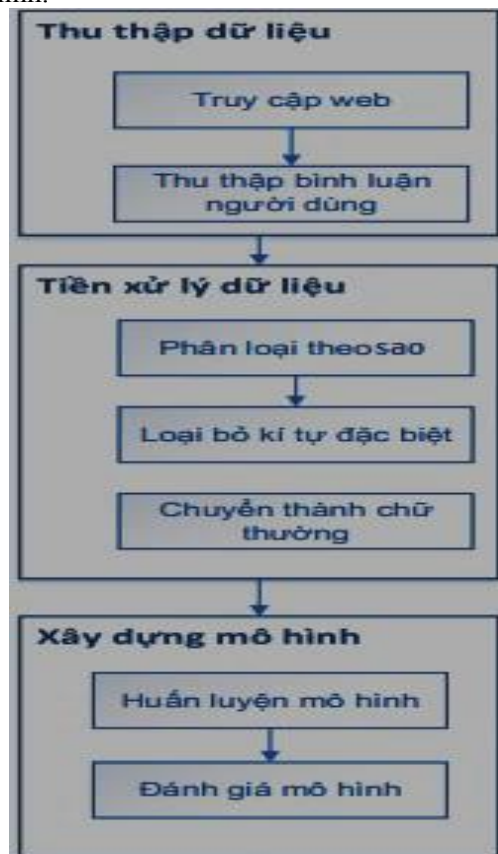 Thu thập dữ liệu
Truy cập web
Thu thập bình luận
người dùng
Tiền xử lý dữ liệu
Phân loại theosao
Loại bỏ kí tự đặc biệt
Chuyển thành chữ
thường
Xây dựng mô hình
Huấn luyện mô hình
Đánh giá mô hình